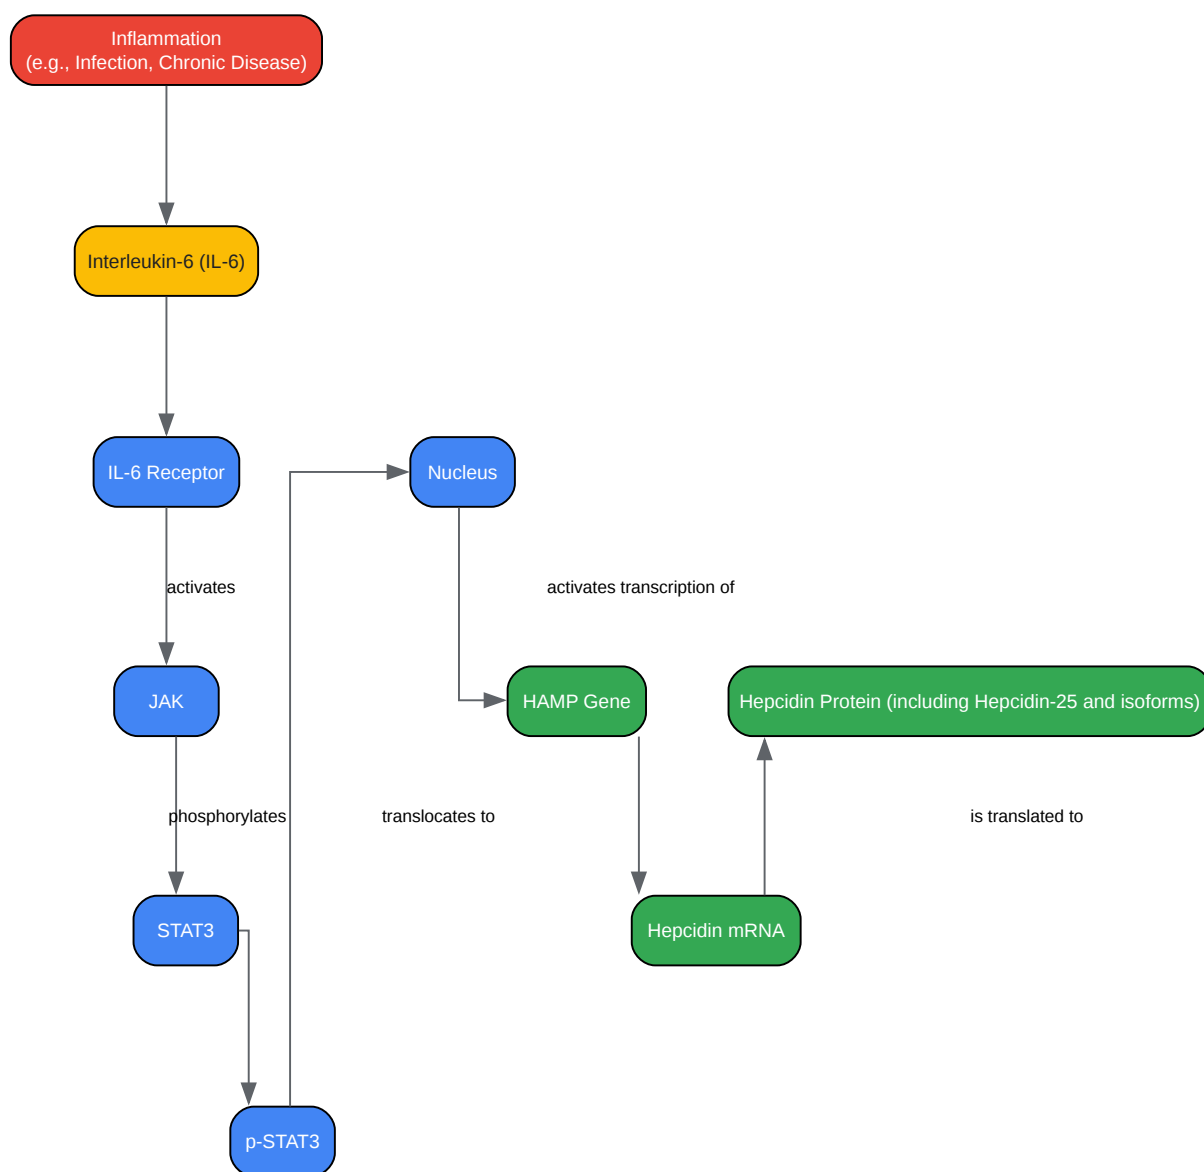 Inflammation
(e.g., Infection, Chronic Disease)
Interleukin-6 (IL-6)
IL-6 Receptor
Nucleus
activates
activates transcription of
JAK
HAMP Gene
Hepcidin Protein (including Hepcidin-25 and isoforms)
phosphorylates
translocates to
is translated to
STAT3
Hepcidin mRNA
p-STAT3